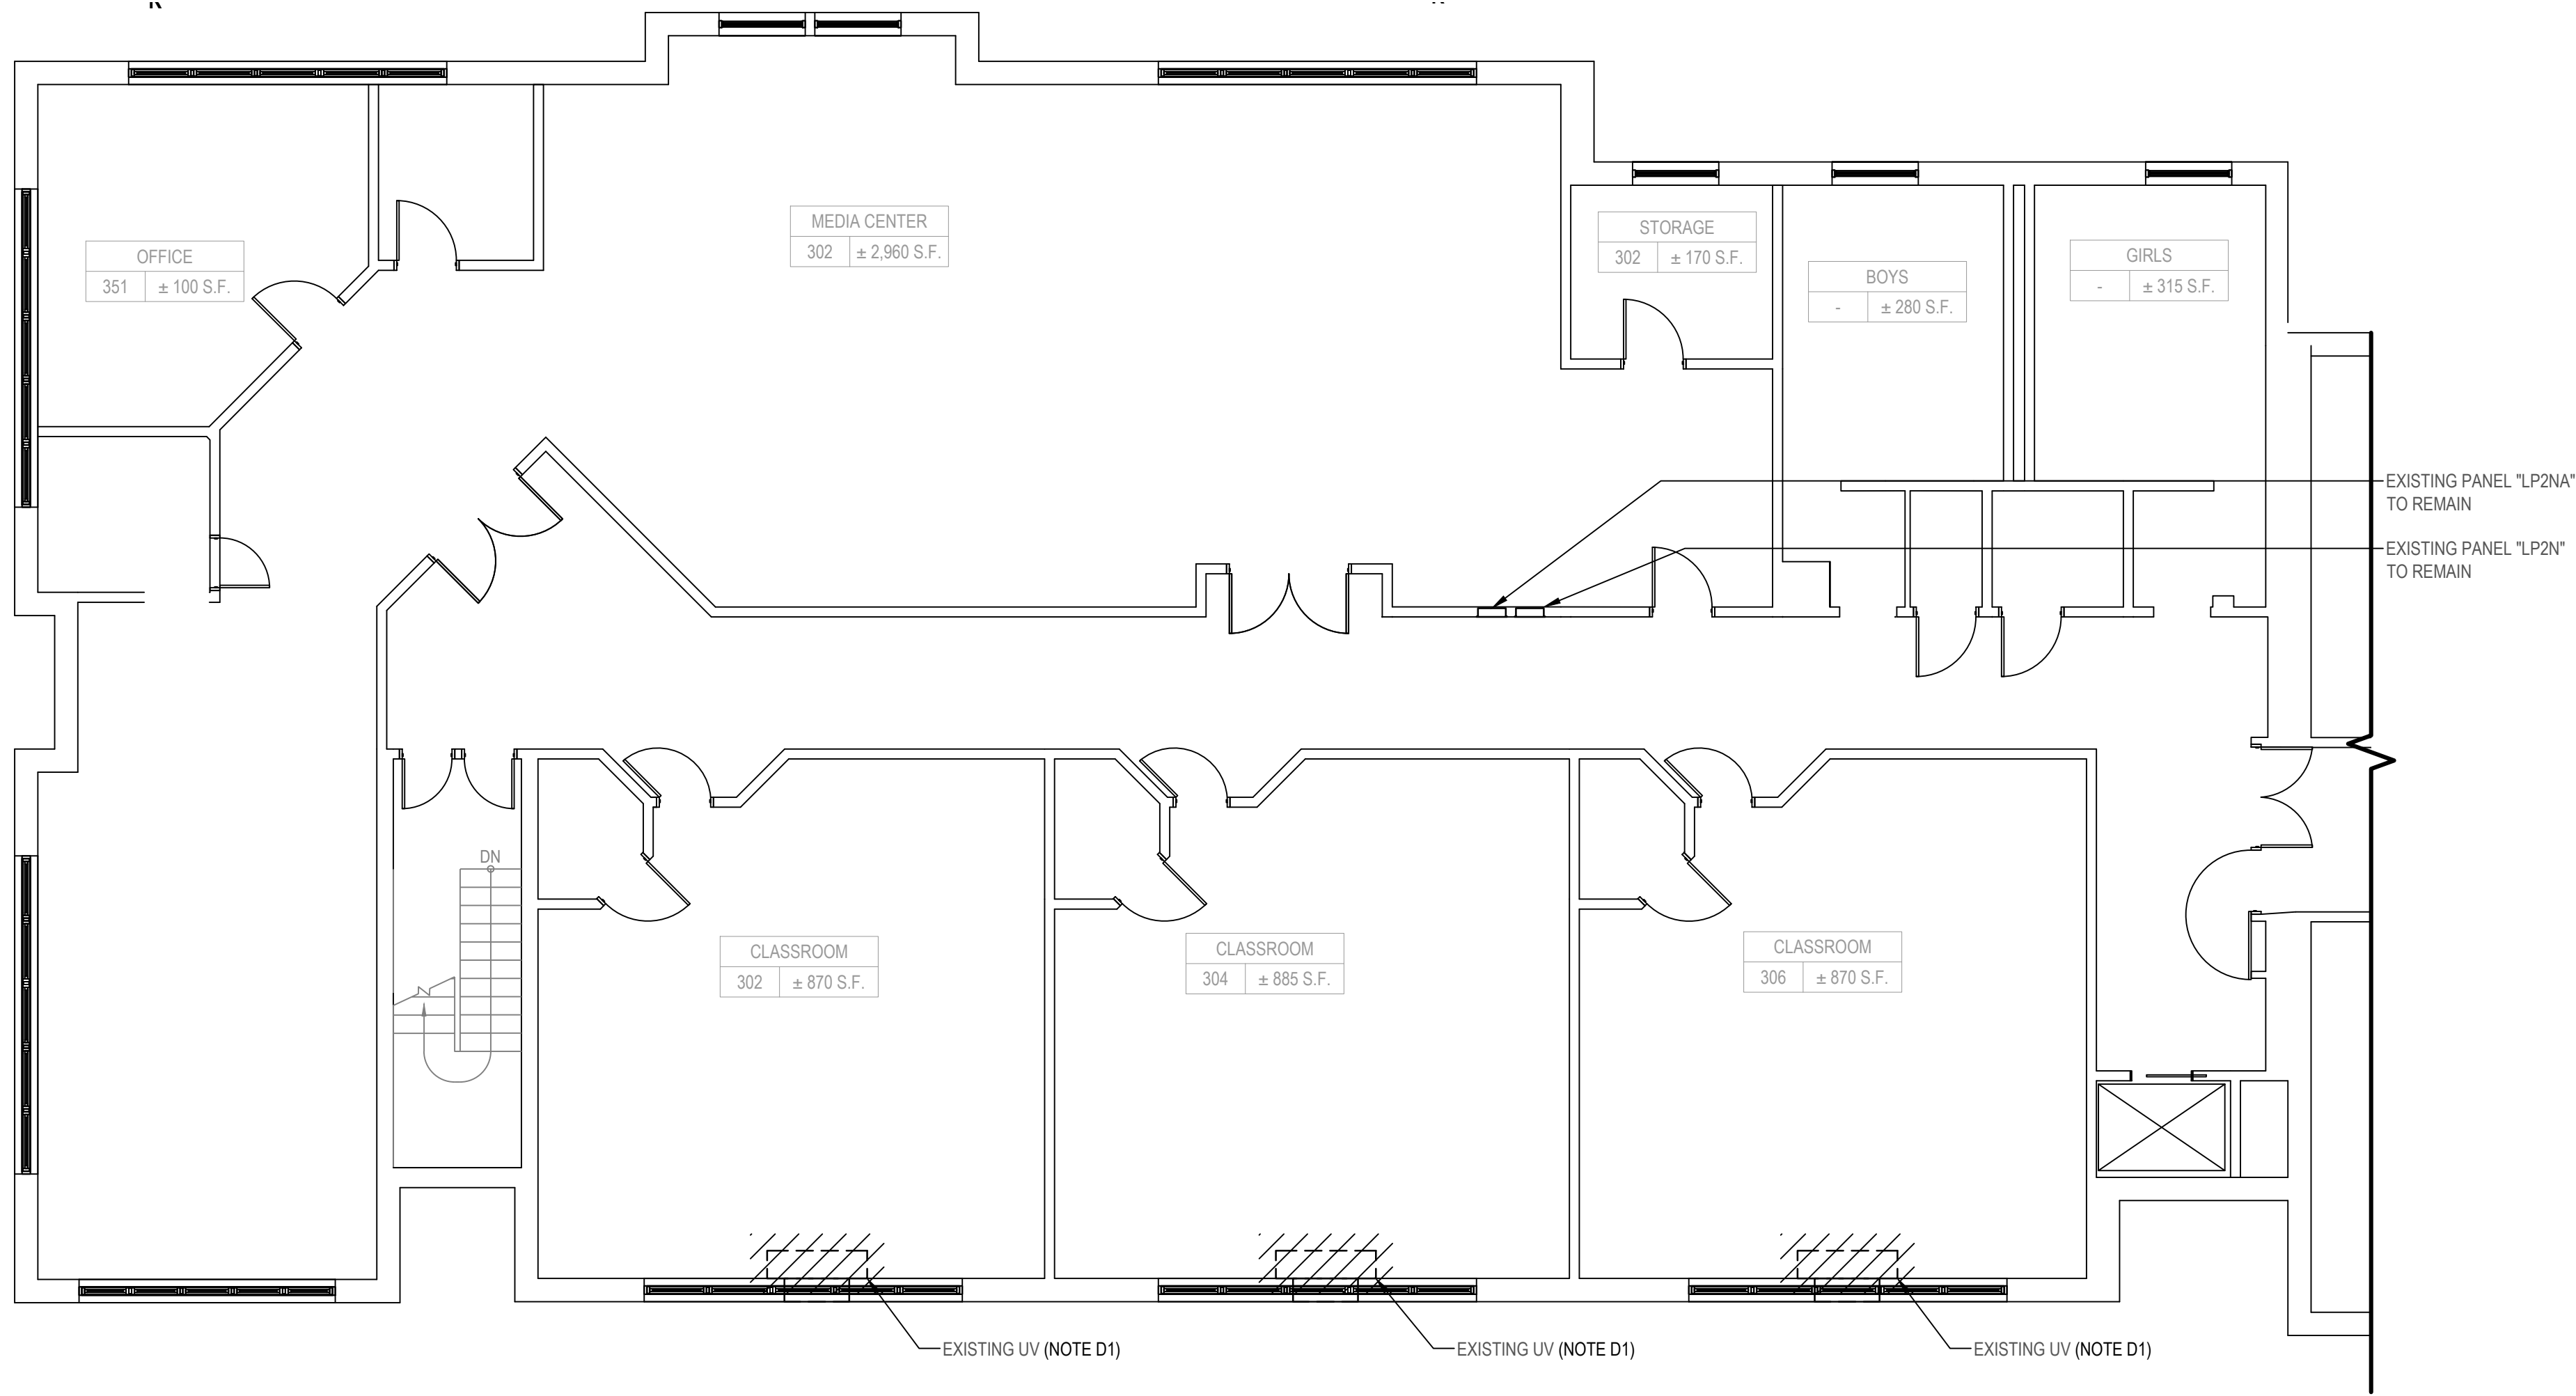 MEDIA CENTER
302 ± 2,960 S.F.
STORAGE
302 ± 170 S.F.
OFFICE
351 ± 100 S.F.
BOYS
- ± 280 S.F.
GIRLS
- ± 315 S.F.
EXISTING PANEL "LP2NA"
TO REMAIN
EXISTING PANEL "LP2N"
TO REMAIN
DN
CLASSROOM
302 ± 870 S.F.
CLASSROOM
304 ± 885 S.F.
CLASSROOM
306 ± 870 S.F.
EXISTING UV (NOTE D1)
EXISTING UV (NOTE D1)
EXISTING UV (NOTE D1)